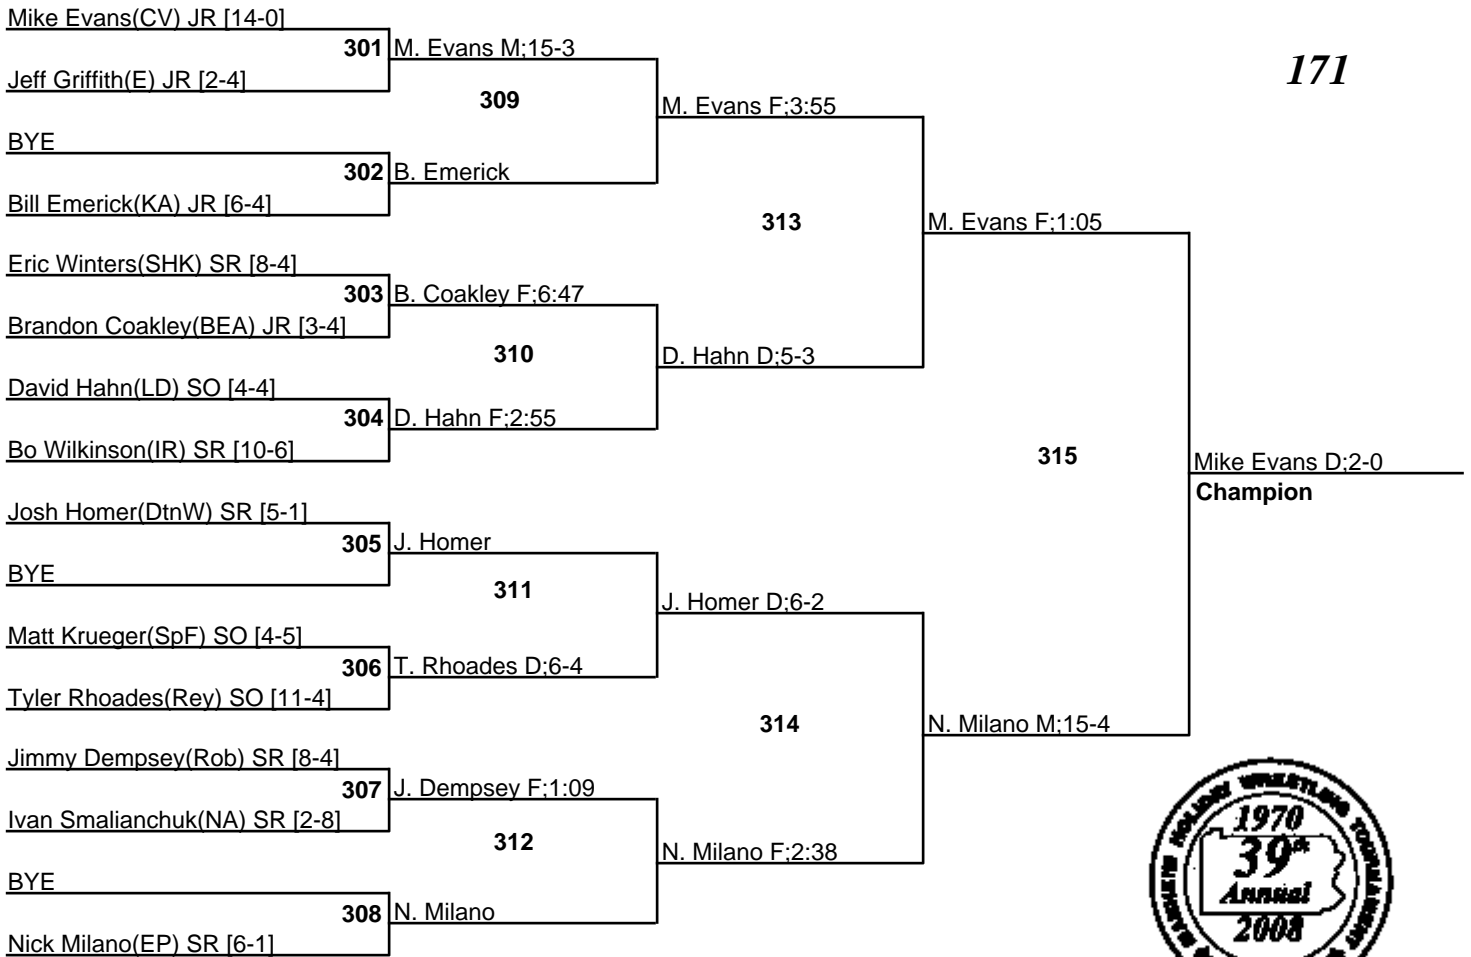 Mike Evans(CV) JR [14-0]
301 M. Evans M;15-3
171
Jeff Griffith(E) JR [2-4]
309
M. Evans F;3:55
BYE
302 B. Emerick
Bill Emerick(KA) JR [6-4]
313
M. Evans F;1:05
Eric Winters(SHK) SR [8-4]
303 B. Coakley F;6:47
Brandon Coakley(BEA) JR [3-4]
310
D. Hahn D;5-3
David Hahn(LD) SO [4-4]
304 D. Hahn F;2:55
Bo Wilkinson(IR) SR [10-6]
315
Mike Evans D;2-0
Champion
Josh Homer(DtnW) SR [5-1]
305 J. Homer
BYE
311
J. Homer D;6-2
Matt Krueger(SpF) SO [4-5]
306 T. Rhoades D;6-4
Tyler Rhoades(Rey) SO [11-4]
314
N. Milano M;15-4
Jimmy Dempsey(Rob) SR [8-4]
307 J. Dempsey F;1:09
Ivan Smalianchuk(NA) SR [2-8]
312
N. Milano F;2:38
BYE
308 N. Milano
Nick Milano(EP) SR [6-1]
HOLIDAY WRESTLING TOURNAMENT
1970
39th
Annual
2008